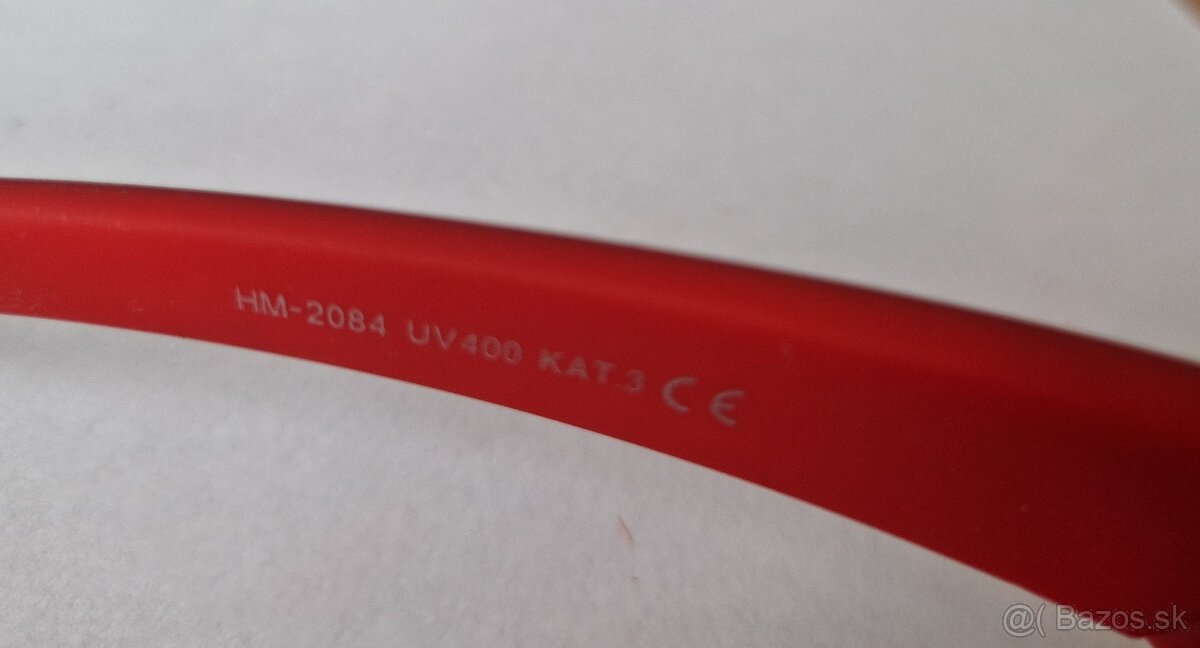 HM-2084 UV400 KAT.3 CE
@( Bazos.sk